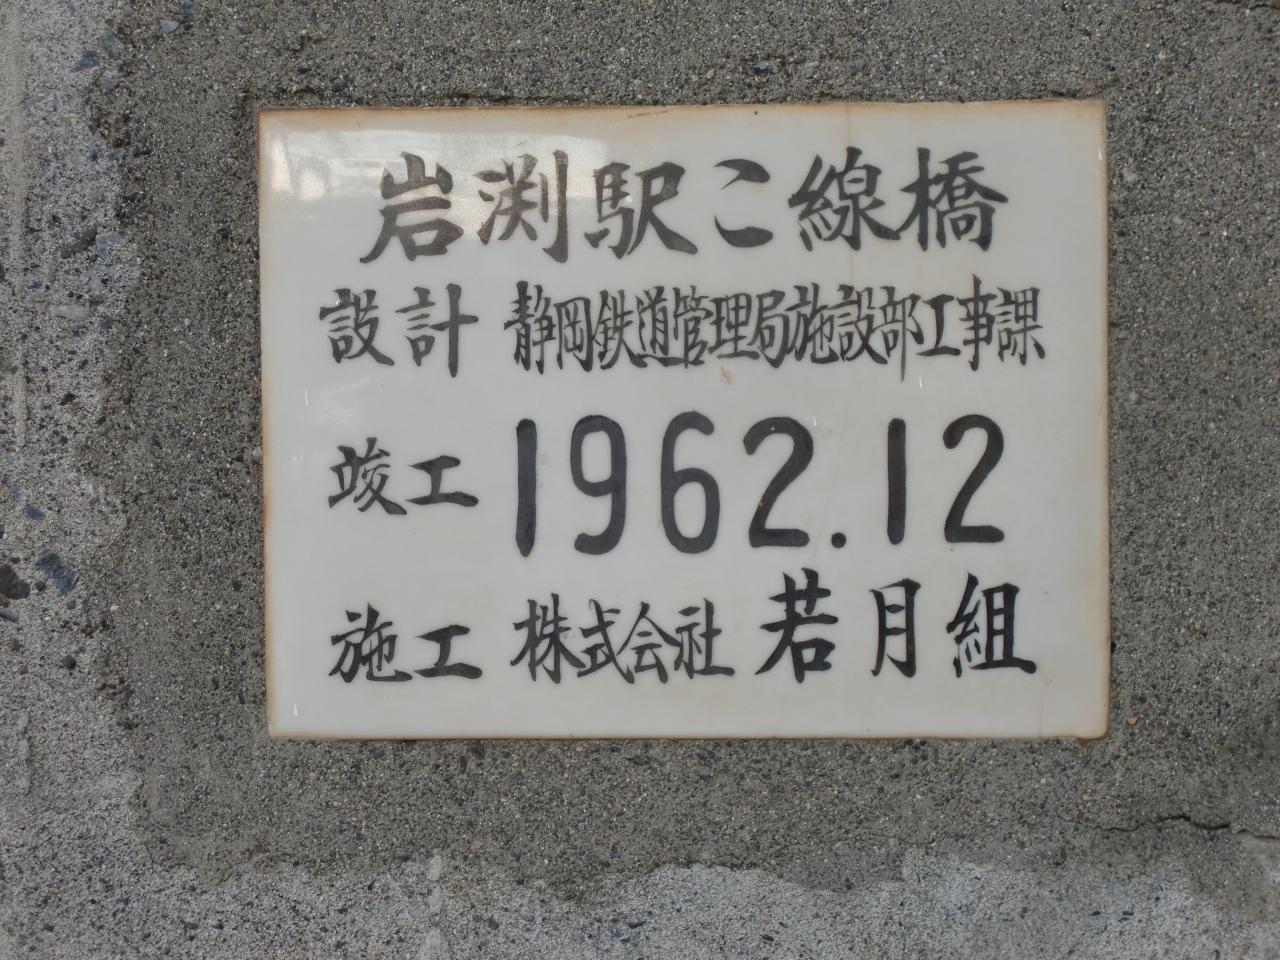 岩渕駅こ線橋
設計 静岡鉄道管理局施設部工事課
竣工 1962.12
施工 株式会社 若月組